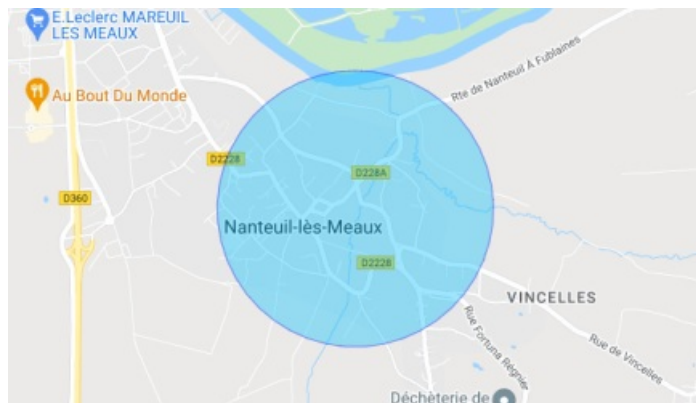 E.Leclerc MAREUIL
LES MEAUX
Rte de Nanteuil À Fublaines
Au Bout Du Monde
D2228
D228A
D360
Nanteuil-lès-Meaux
D2228
VINCELLES
Rue Fortuna Régnier
Rue de Vincelles
Déchèterie de